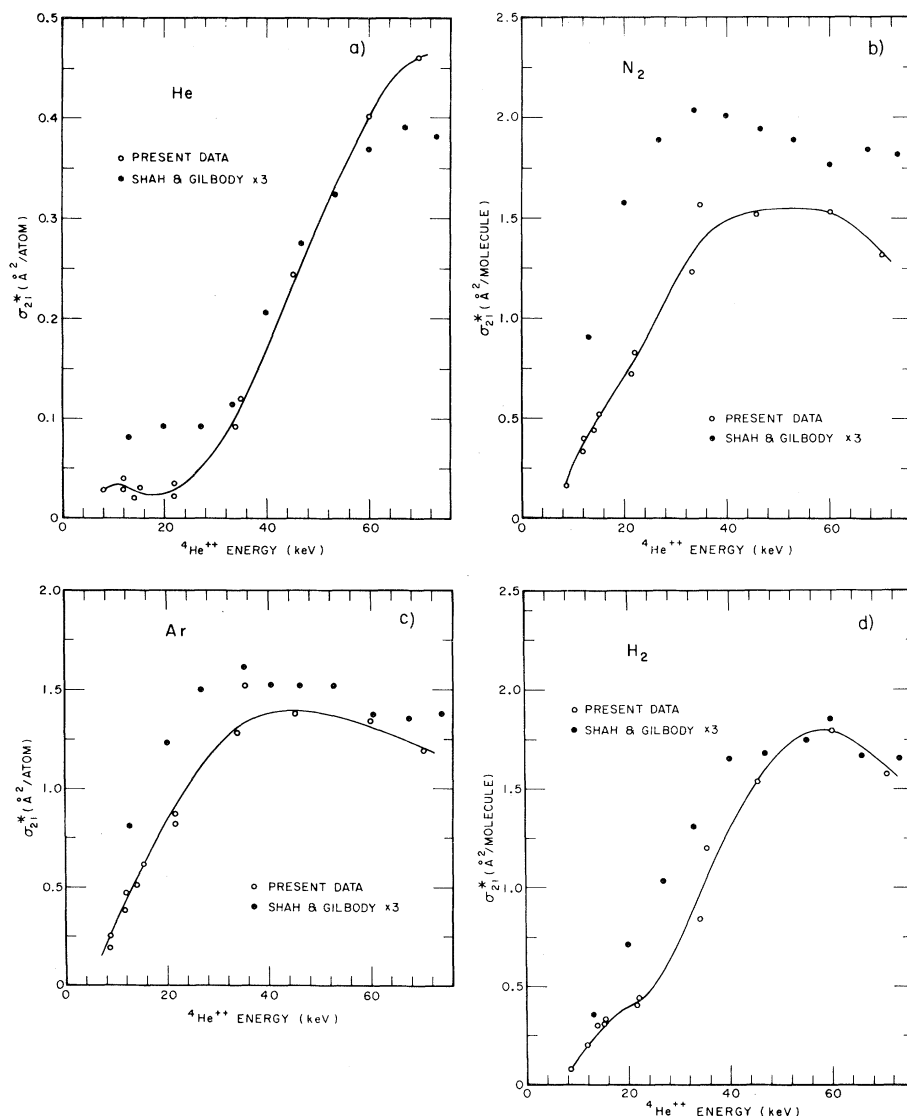 a)
He
○ PRESENT DATA
● SHAH & GILBODY x3
σ₂₁* (Å²/ATOM)
0.5
0.4
0.3
0.2
0.1
0
0 20 40 60
⁴He⁺⁺ ENERGY (keV)
b)
N₂
○ PRESENT DATA
● SHAH & GILBODY x3
σ₂₁* (Å²/MOLECULE)
2.5
2.0
1.5
1.0
0.5
0
0 20 40 60
⁴He⁺⁺ ENERGY (keV)
c)
Ar
○ PRESENT DATA
● SHAH & GILBODY x3
σ₂₁* (Å²/ATOM)
2.0
1.5
1.0
0.5
0
0 20 40 60
⁴He⁺⁺ ENERGY (keV)
d)
H₂
○ PRESENT DATA
● SHAH & GILBODY x3
σ₂₁* (Å²/MOLECULE)
2.5
2.0
1.5
1.0
0.5
0
0 20 40 60
⁴He⁺⁺ ENERGY (keV)